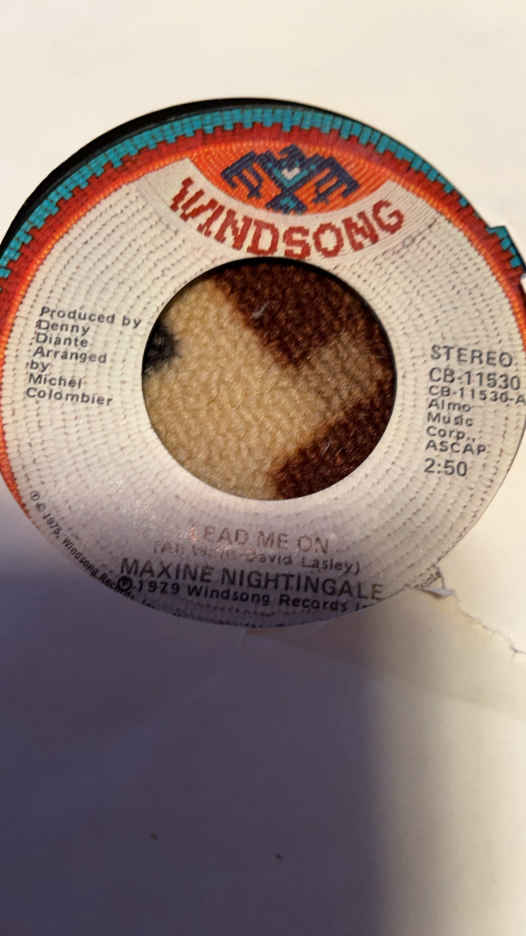 WINDSONG
Produced by
Denny
Diante
Arranged
by
Michel
Colombier
STEREO
CB-11530
CB-11530-A
Almo
Music
Corp.,
ASCAP
2:50
LEAD ME ON
David Lasley)
MAXINE NIGHTINGALE
℗1979 Windsong Records
Windsong